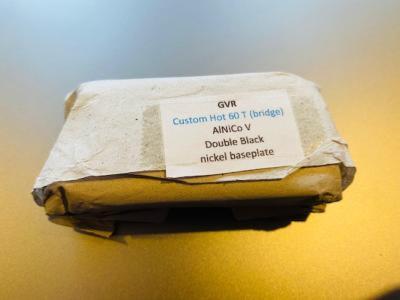 GVR
Custom Hot 60 T (bridge)
AlNiCo V
Double Black
nickel baseplate